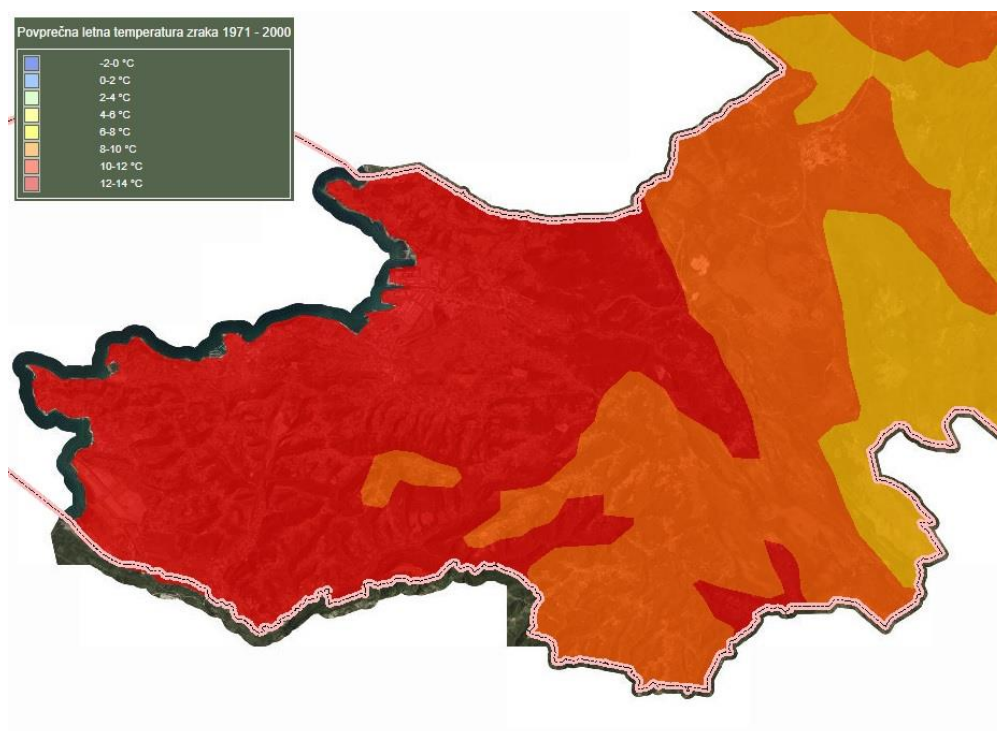 Povprečna letna temperatura zraka 1971 - 2000
-2-0 °C
0-2 °C
2-4 °C
4-6 °C
6-8 °C
8-10 °C
10-12 °C
12-14 °C